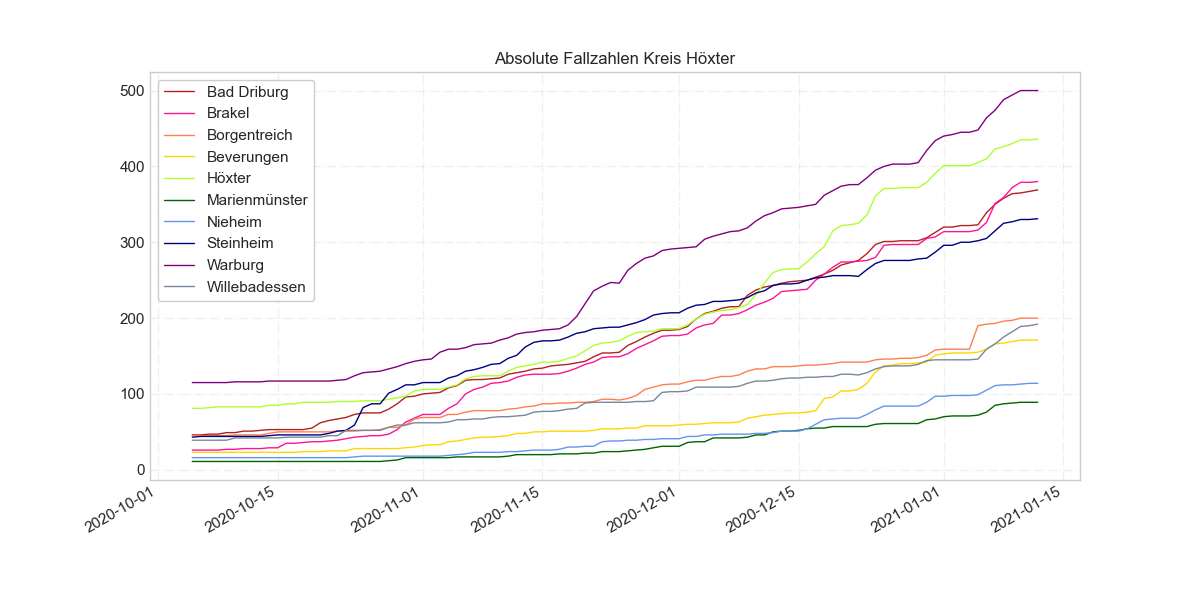 Absolute Fallzahlen Kreis Höxter
500
400
300
200
100
0
Bad Driburg
Brakel
Borgentreich
Beverungen
Höxter
Marienmünster
Nieheim
Steinheim
Warburg
Willebadessen
2020-10-01
2020-10-15
2020-11-01
2020-11-15
2020-12-01
2020-12-15
2021-01-01
2021-01-15